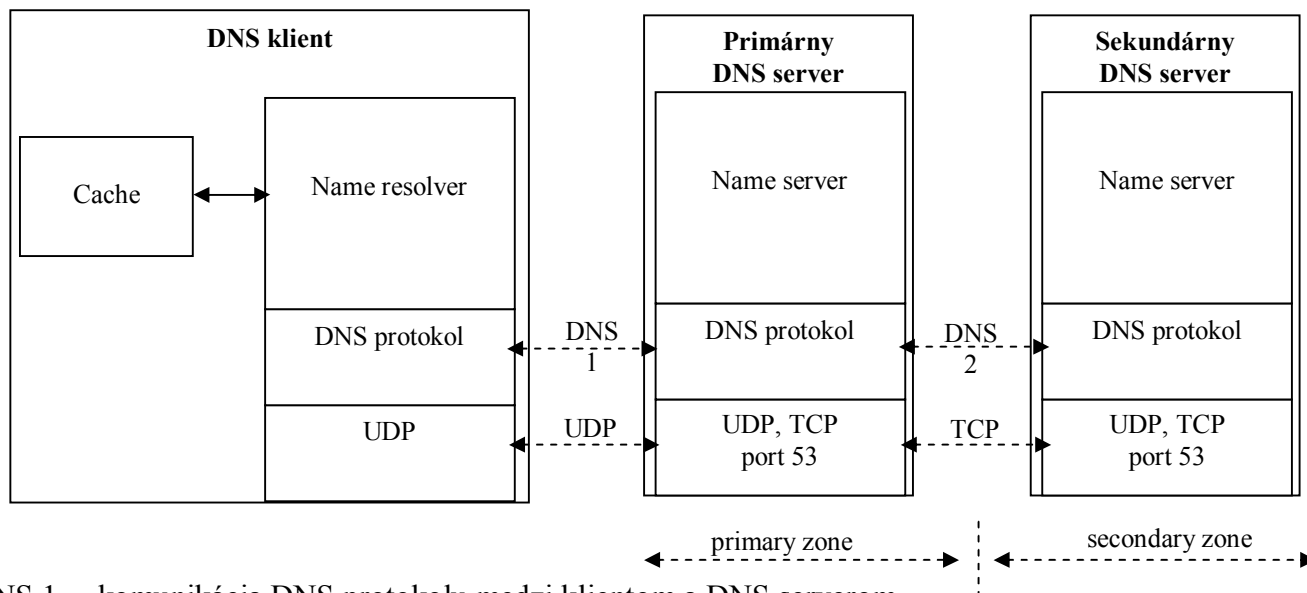 DNS klient
Cache
Name resolver
DNS protokol
UDP
DNS
1
UDP
Primárny
DNS server
Name server
DNS protokol
UDP, TCP
port 53
DNS
2
TCP
Sekundárny
DNS server
Name server
DNS protokol
UDP, TCP
port 53
primary zone
secondary zone